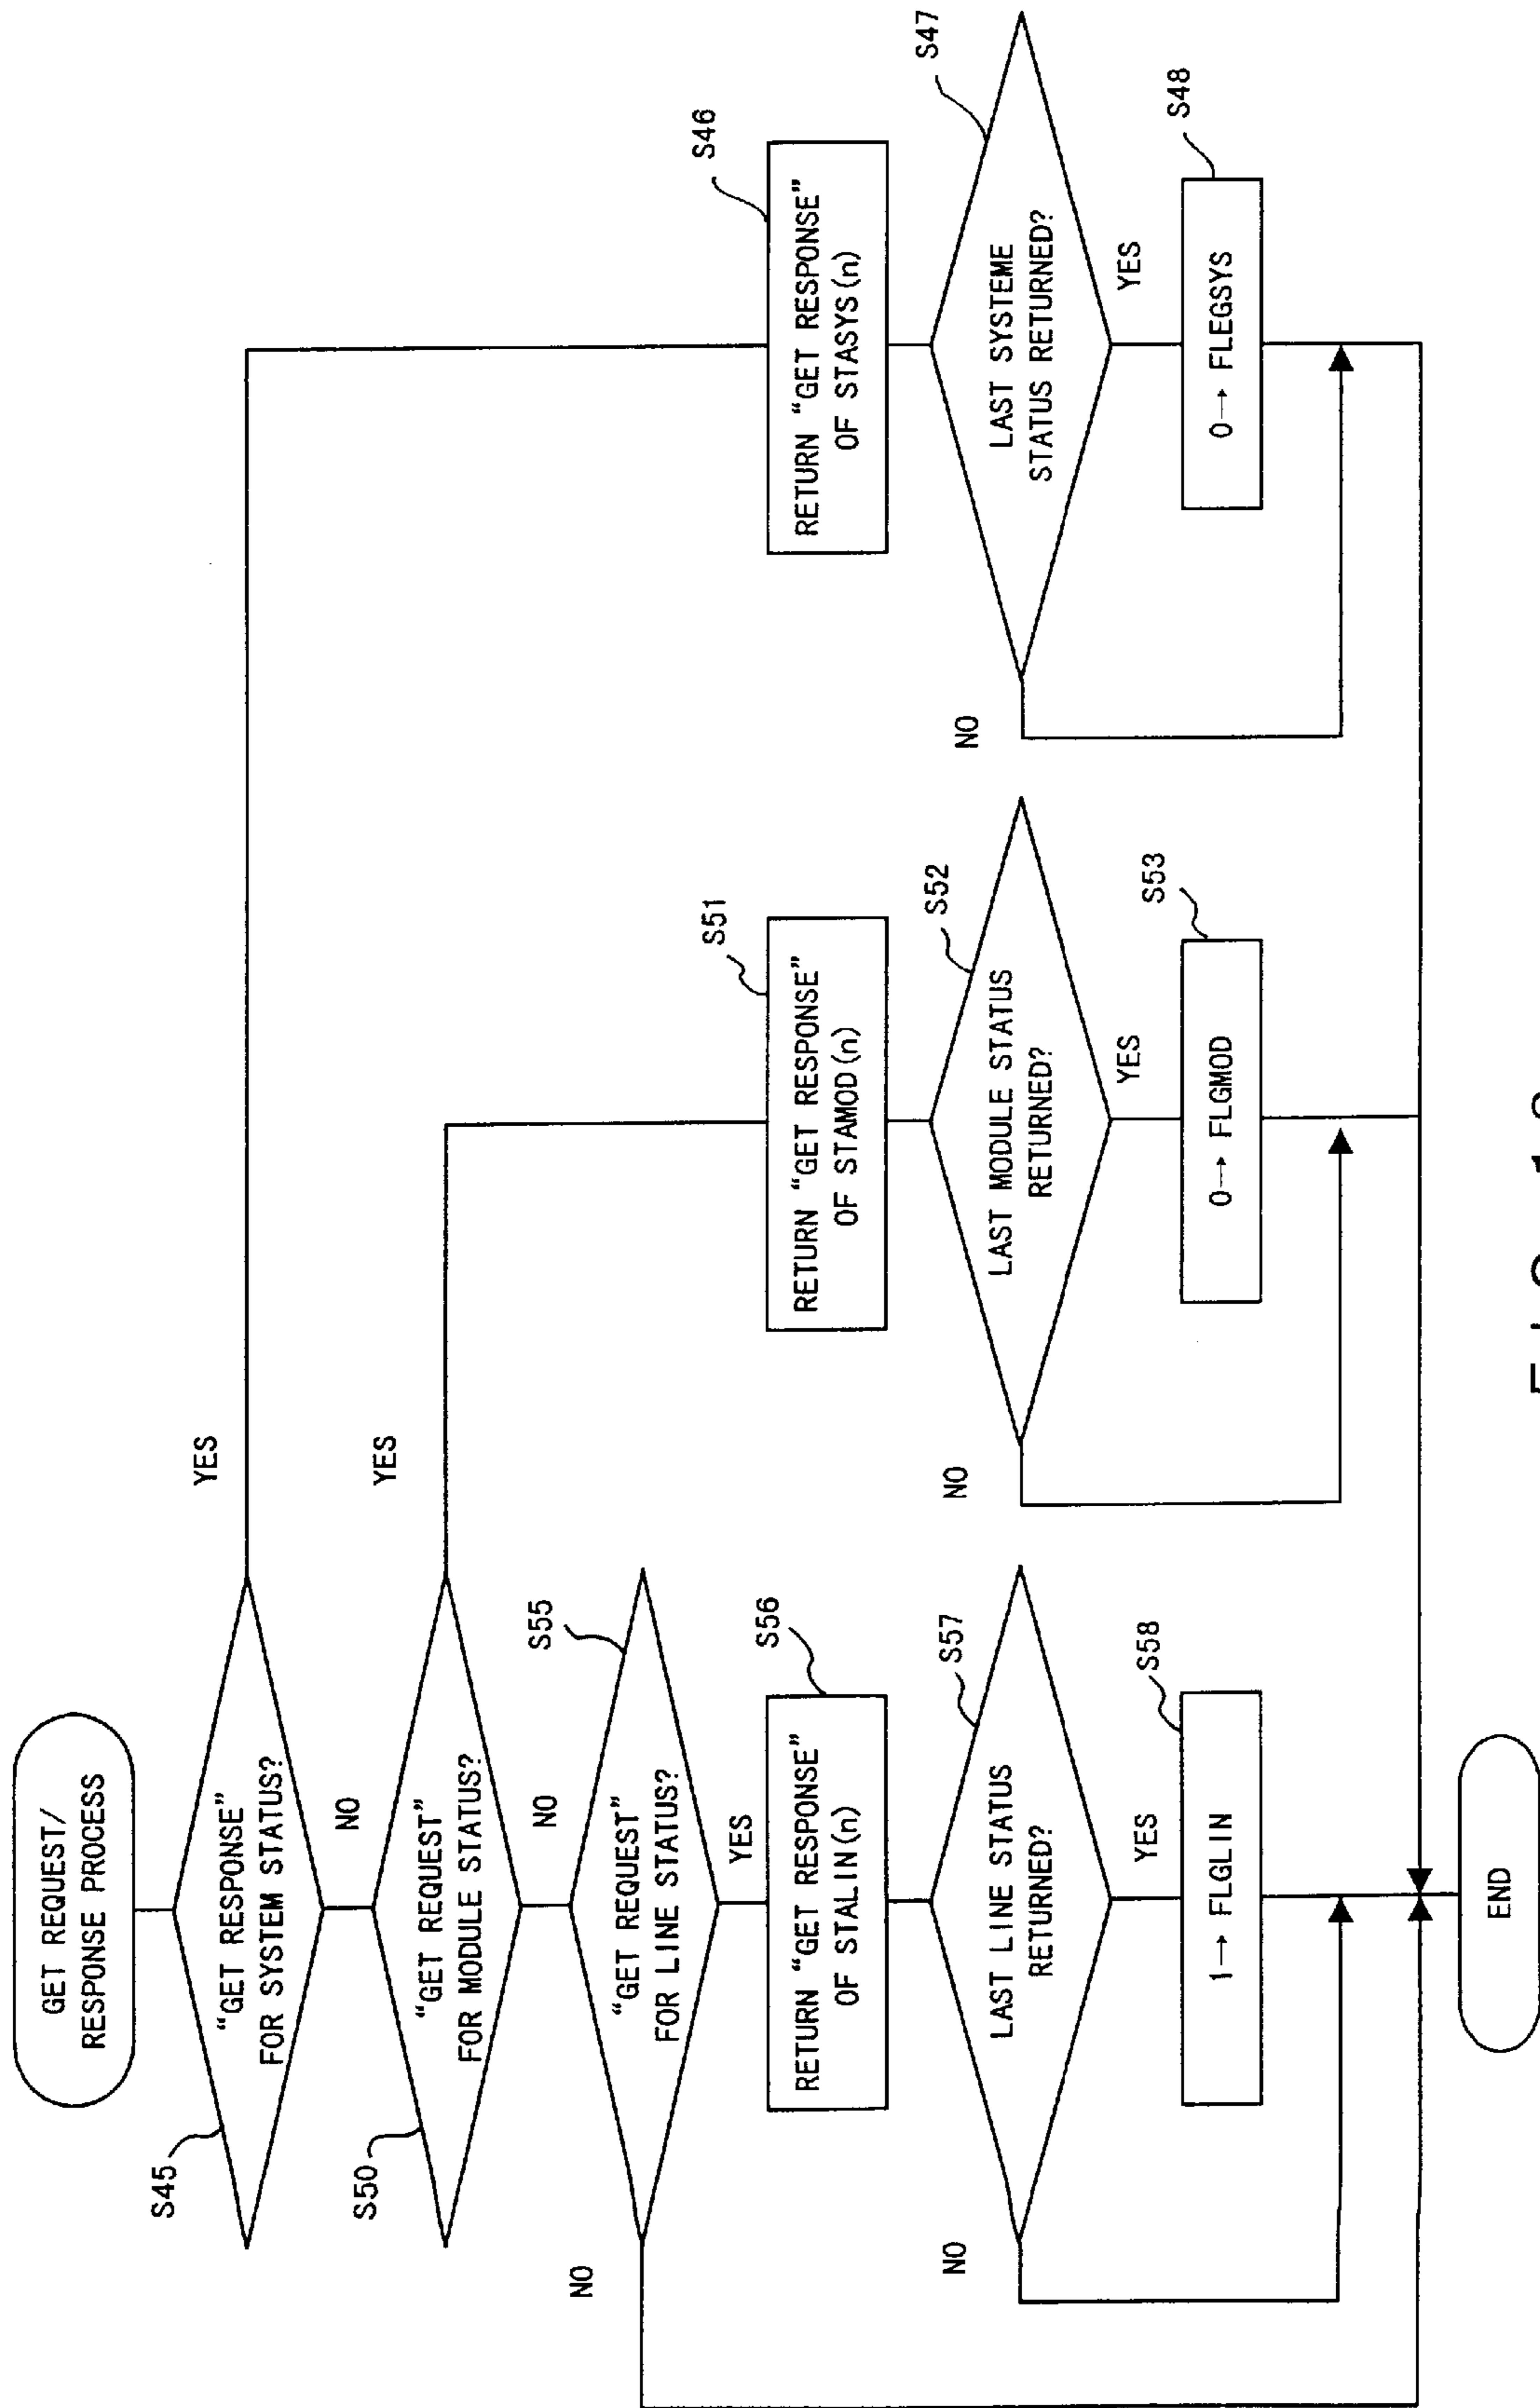 GET REQUEST/
RESPONSE PROCESS
S45
“GET RESPONSE”
FOR SYSTEM STATUS?
YES
NO
S50
“GET REQUEST”
FOR MODULE STATUS?
YES
NO
S55
“GET REQUEST”
FOR LINE STATUS?
NO
YES
S56
RETURN “GET RESPONSE”
OF STALIN(n)
S57
LAST LINE STATUS
RETURNED?
NO
YES
S58
1→ FLGLIN
S51
RETURN “GET RESPONSE”
OF STAMOD(n)
S52
LAST MODULE STATUS
RETURNED?
NO
YES
S53
0→ FLGMOD
S46
RETURN “GET RESPONSE”
OF STASYS(n)
S47
LAST SYSTEME
STATUS RETURNED?
NO
YES
S48
0→ FLEGSYS
END